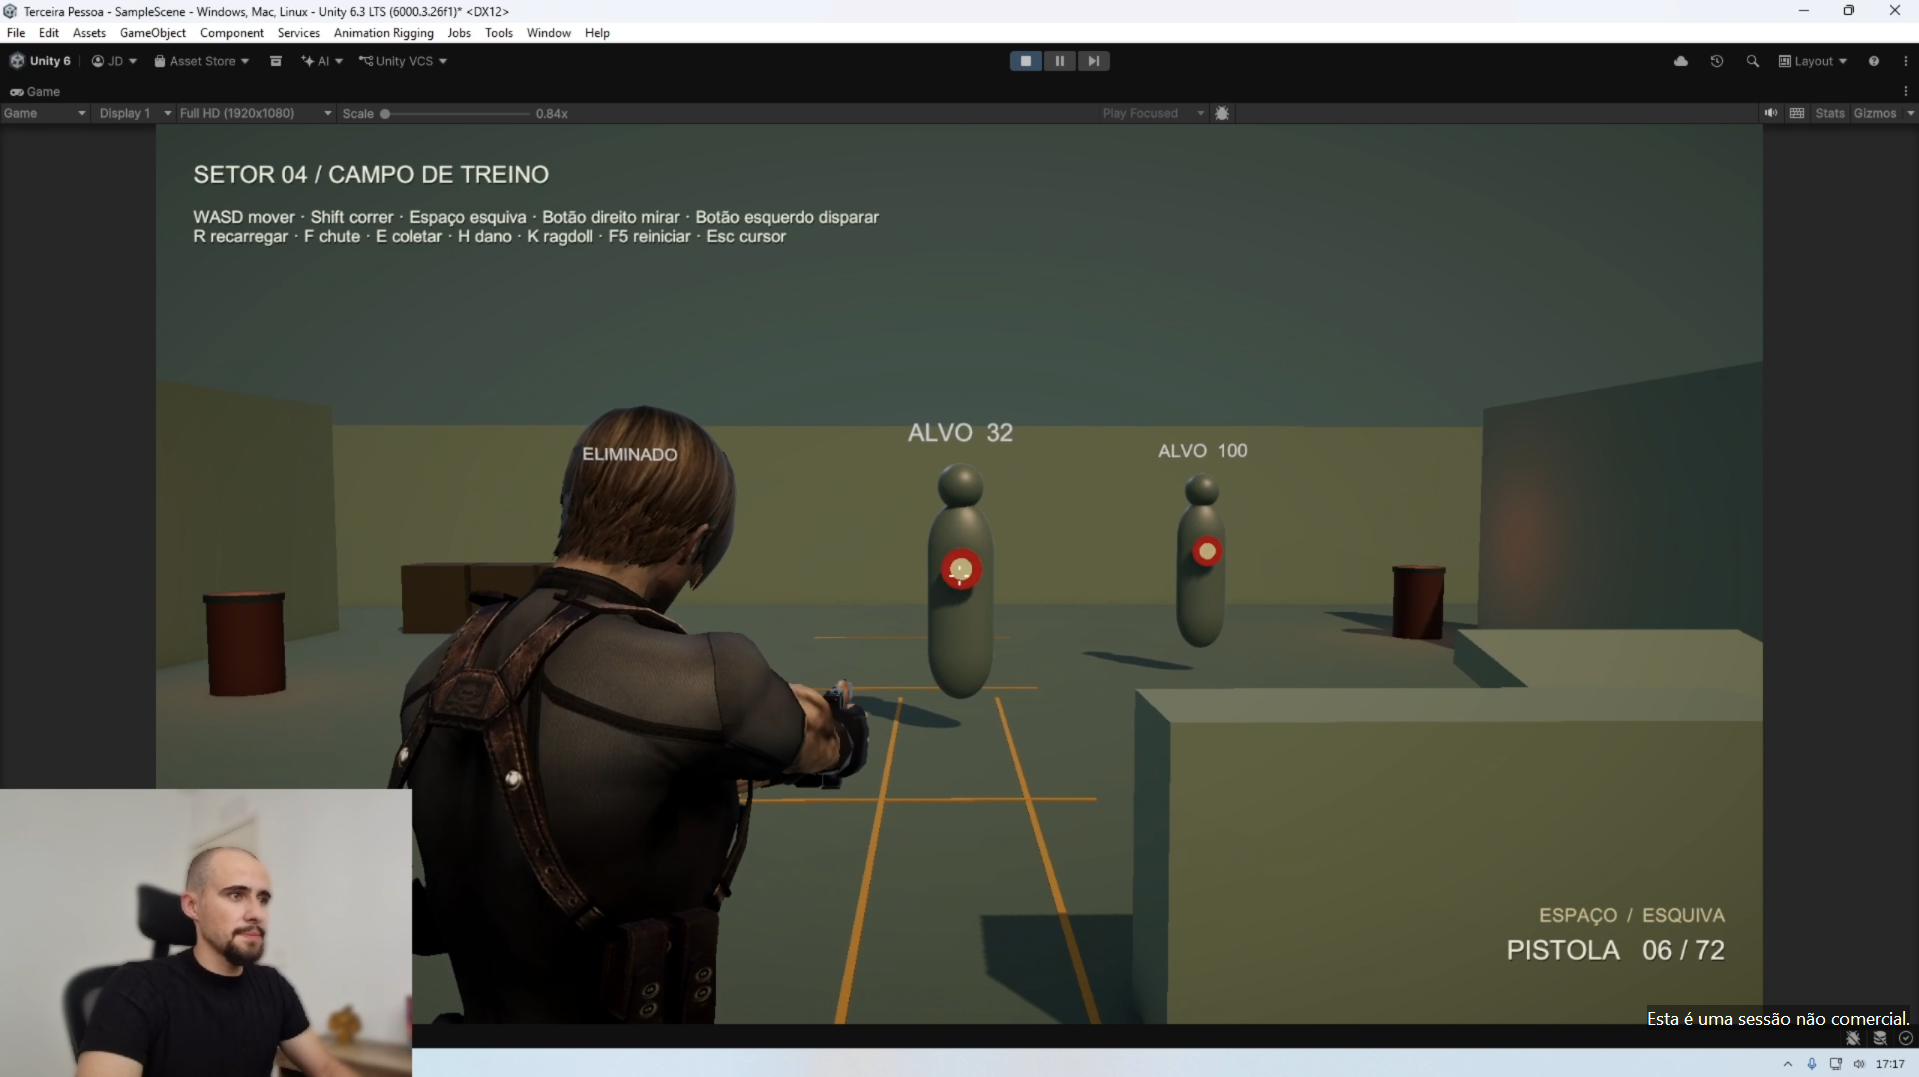 Terceira Pessoa - SampleScene - Windows, Mac, Linux - Unity 6.3 LTS (6000.3.26f1)* <DX12>
File Edit Assets GameObject Component Services Animation Rigging Jobs Tools Window Help
Unity 6 JD Asset Store AI Unity VCS Layout
Game
Game Display 1 Full HD (1920x1080) Scale 0.84x Play Focused Stats Gizmos
SETOR 04 / CAMPO DE TREINO
WASD mover · Shift correr · Espaço esquiva · Botão direito mirar · Botão esquerdo disparar
R recarregar · F chute · E coletar · H dano · K ragdoll · F5 reiniciar · Esc cursor
ALVO 32
ELIMINADO
ALVO 100
ESPAÇO / ESQUIVA
PISTOLA 06 / 72
Esta é uma sessão não comercial.
17:17